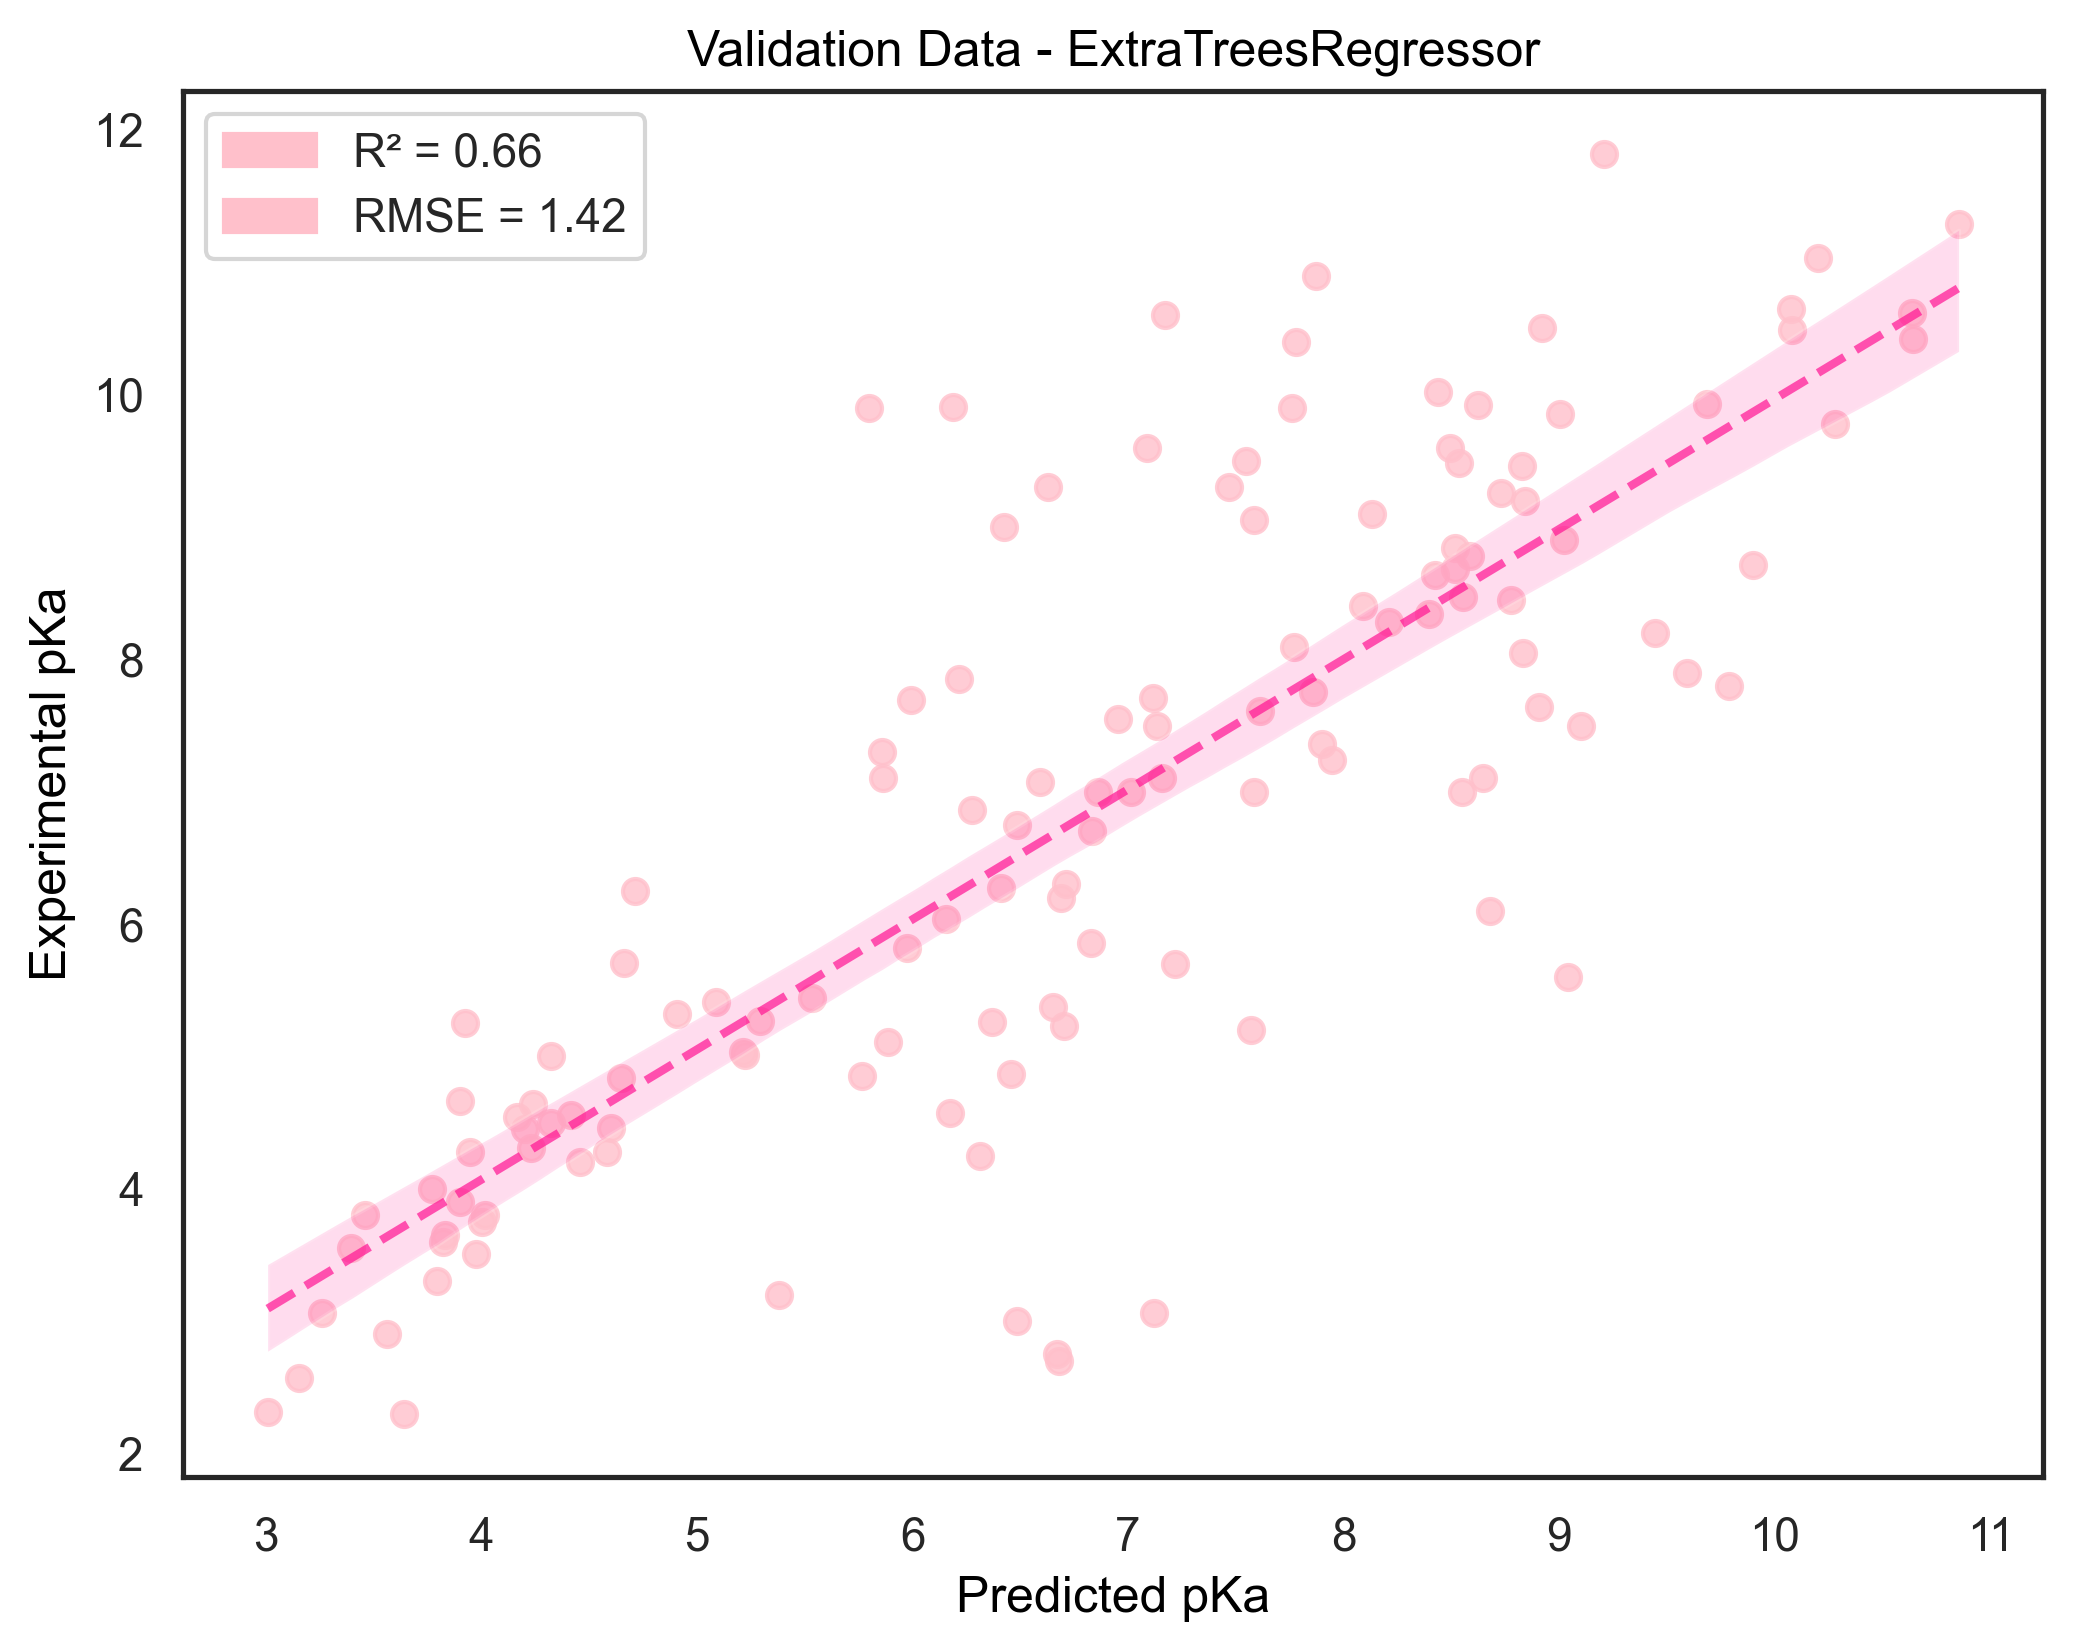 Validation Data - ExtraTreesRegressor
R² = 0.66
RMSE = 1.42
Experimental pKa
12
10
8
6
4
2
3 4 5 6 7 8 9 10 11
Predicted pKa